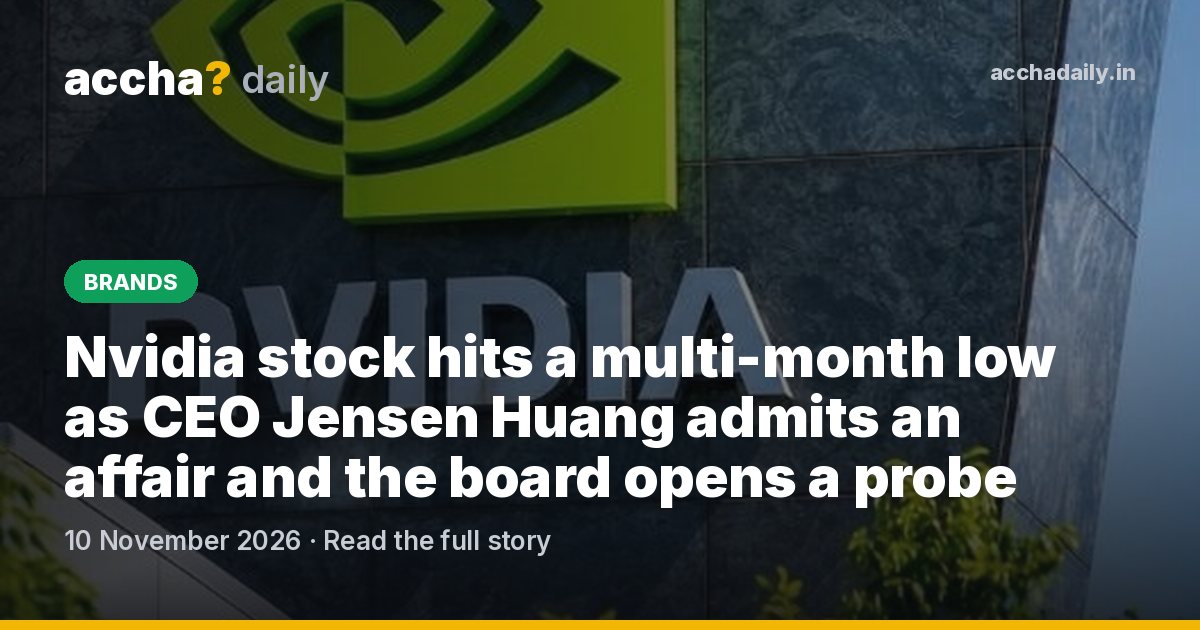 accha? daily
acchadaily.in
BRANDS
NVIDIA
Nvidia stock hits a multi-month low
as CEO Jensen Huang admits an
affair and the board opens a probe
10 November 2026 · Read the full story